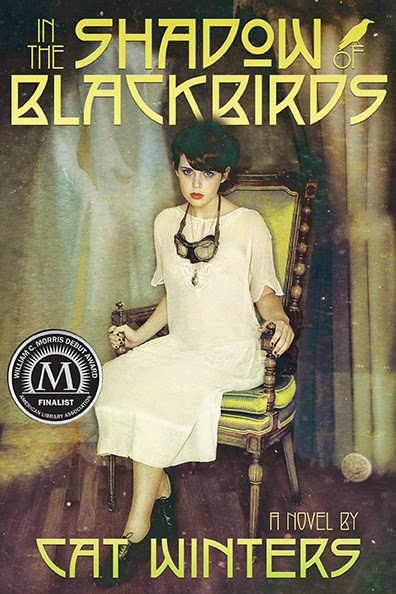 IN THE SHADOW OF
BLACKBIRDS
WILLIAM C. MORRIS DEBUT AWARD
M
FINALIST
AMERICAN LIBRARY ASSOCIATION
A NOVEL BY
CAT WINTERS